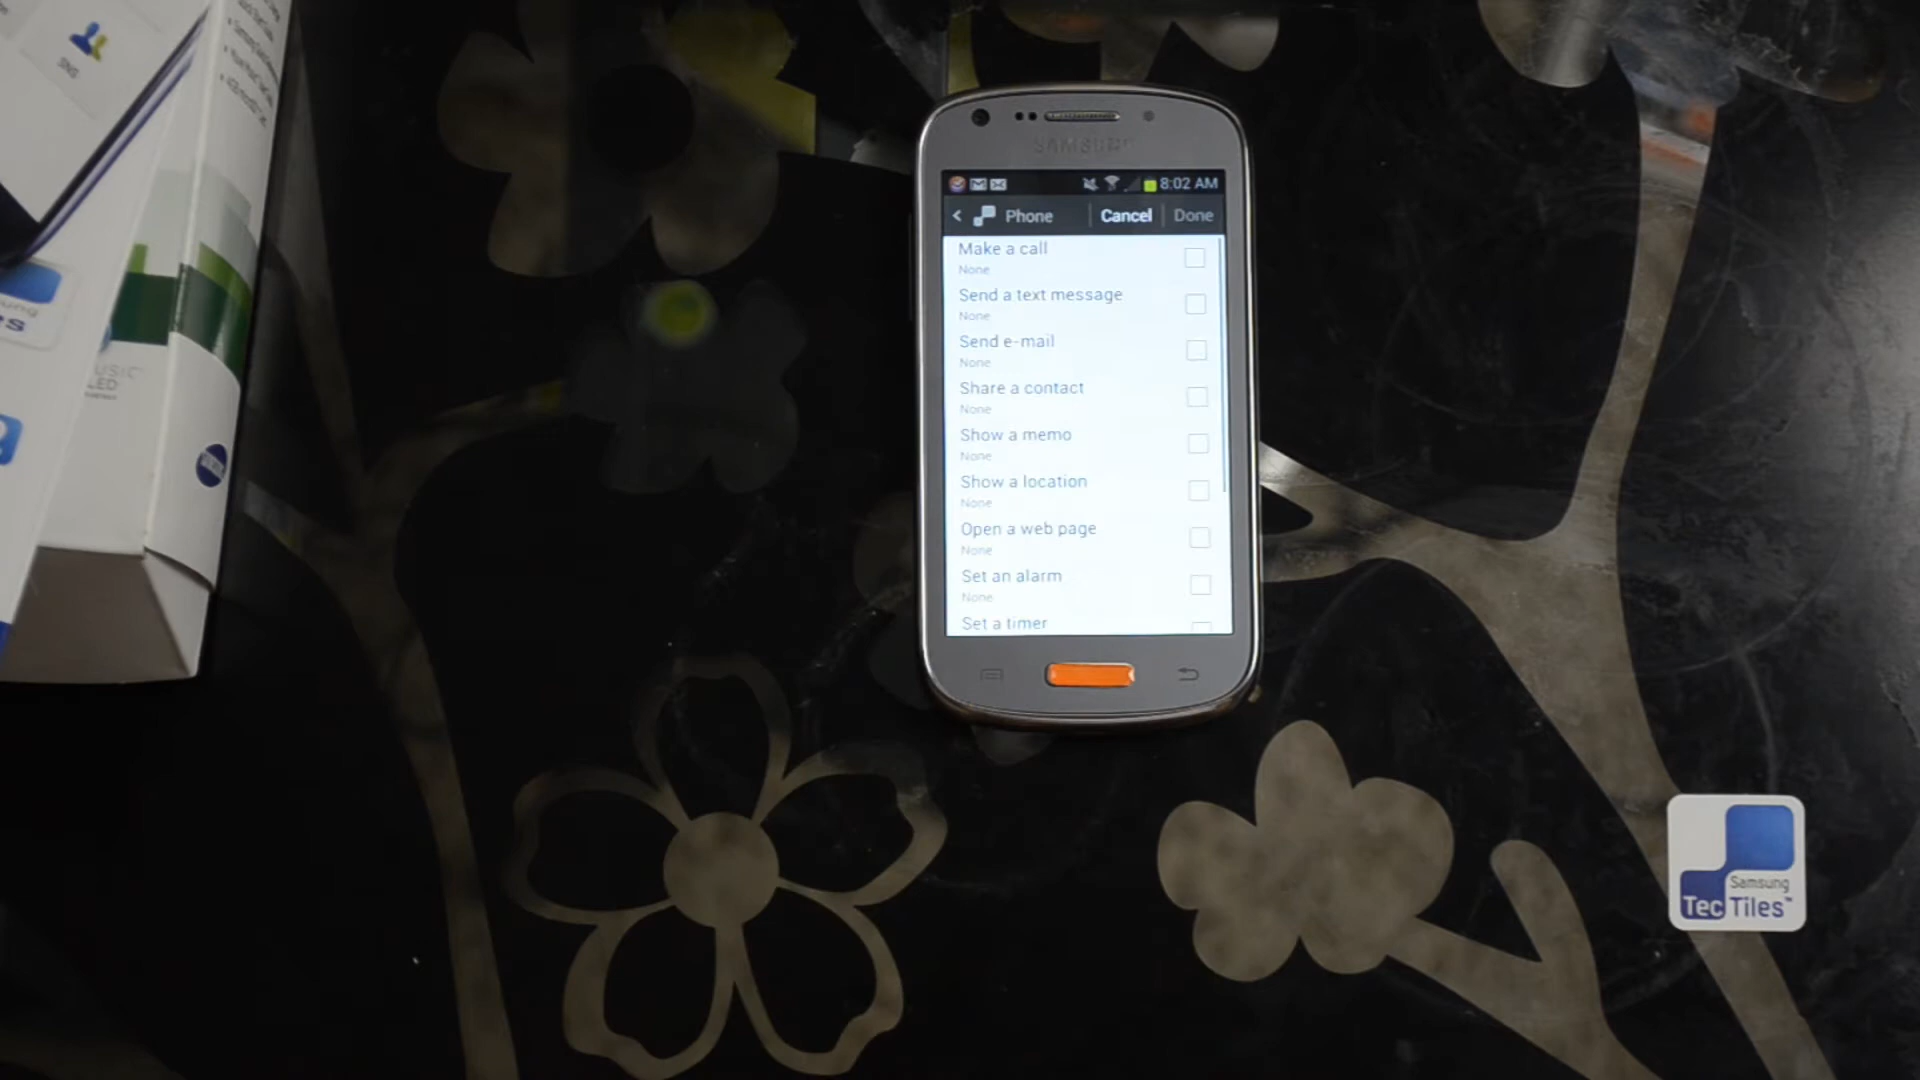 SAMSUNG
8:02 AM
Phone Cancel Done
Make a call
None
Send a text message
None
Send e-mail
None
Share a contact
None
Show a memo
None
Show a location
None
Open a web page
None
Set an alarm
None
Set a timer
Samsung
TecTiles™